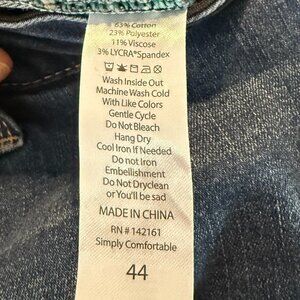 63% Cotton
23% Polyester
11% Viscose
3% LYCRA®Spandex
Wash Inside Out
Machine Wash Cold
With Like Colors
Gentle Cycle
Do Not Bleach
Hang Dry
Cool Iron If Needed
Do not Iron
Embellishment
Do Not Dryclean
or You'll be sad
MADE IN CHINA
RN # 142161
Simply Comfortable
44